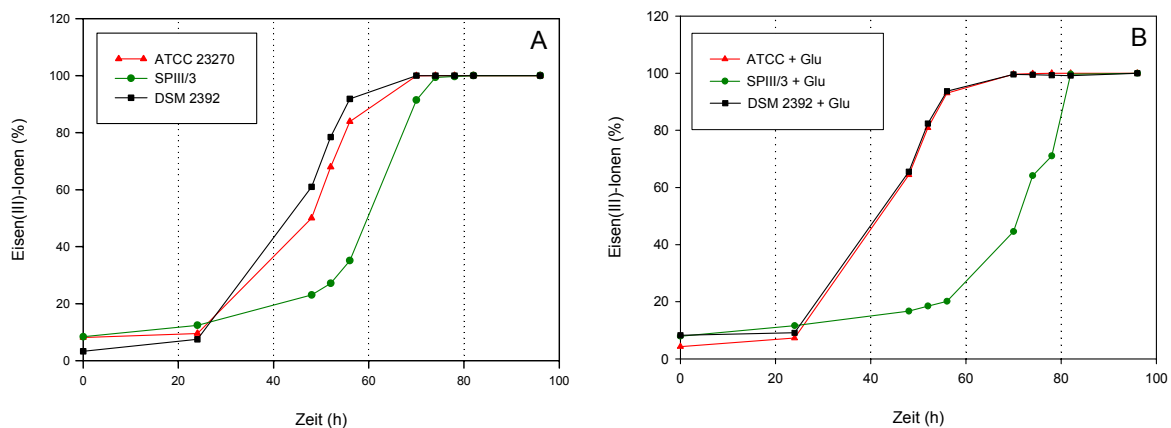 A
ATCC 23270
SPIII/3
DSM 2392
Eisen(III)-Ionen (%)
120
100
80
60
40
20
0
0 20 40 60 80 100
Zeit (h)
B
ATCC + Glu
SPIII/3 + Glu
DSM 2392 + Glu
Eisen(III)-Ionen (%)
120
100
80
60
40
20
0
0 20 40 60 80 100
Zeit (h)